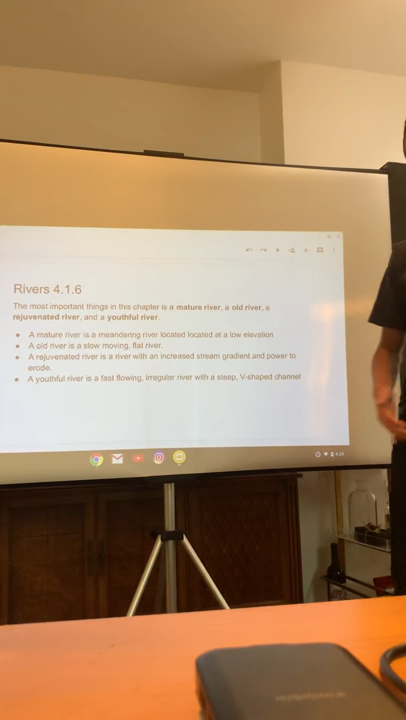 Rivers 4.1.6
The most important things in this chapter is a mature river, a old river, a
rejuvenated river, and a youthful river.
● A mature river is a meandering river located located at a low elevation
● A old river is a slow moving, flat river.
● A rejuvenated river is a river with an increased stream gradient and power to
erode.
● A youthful river is a fast flowing, irregular river with a steep, V-shaped channel